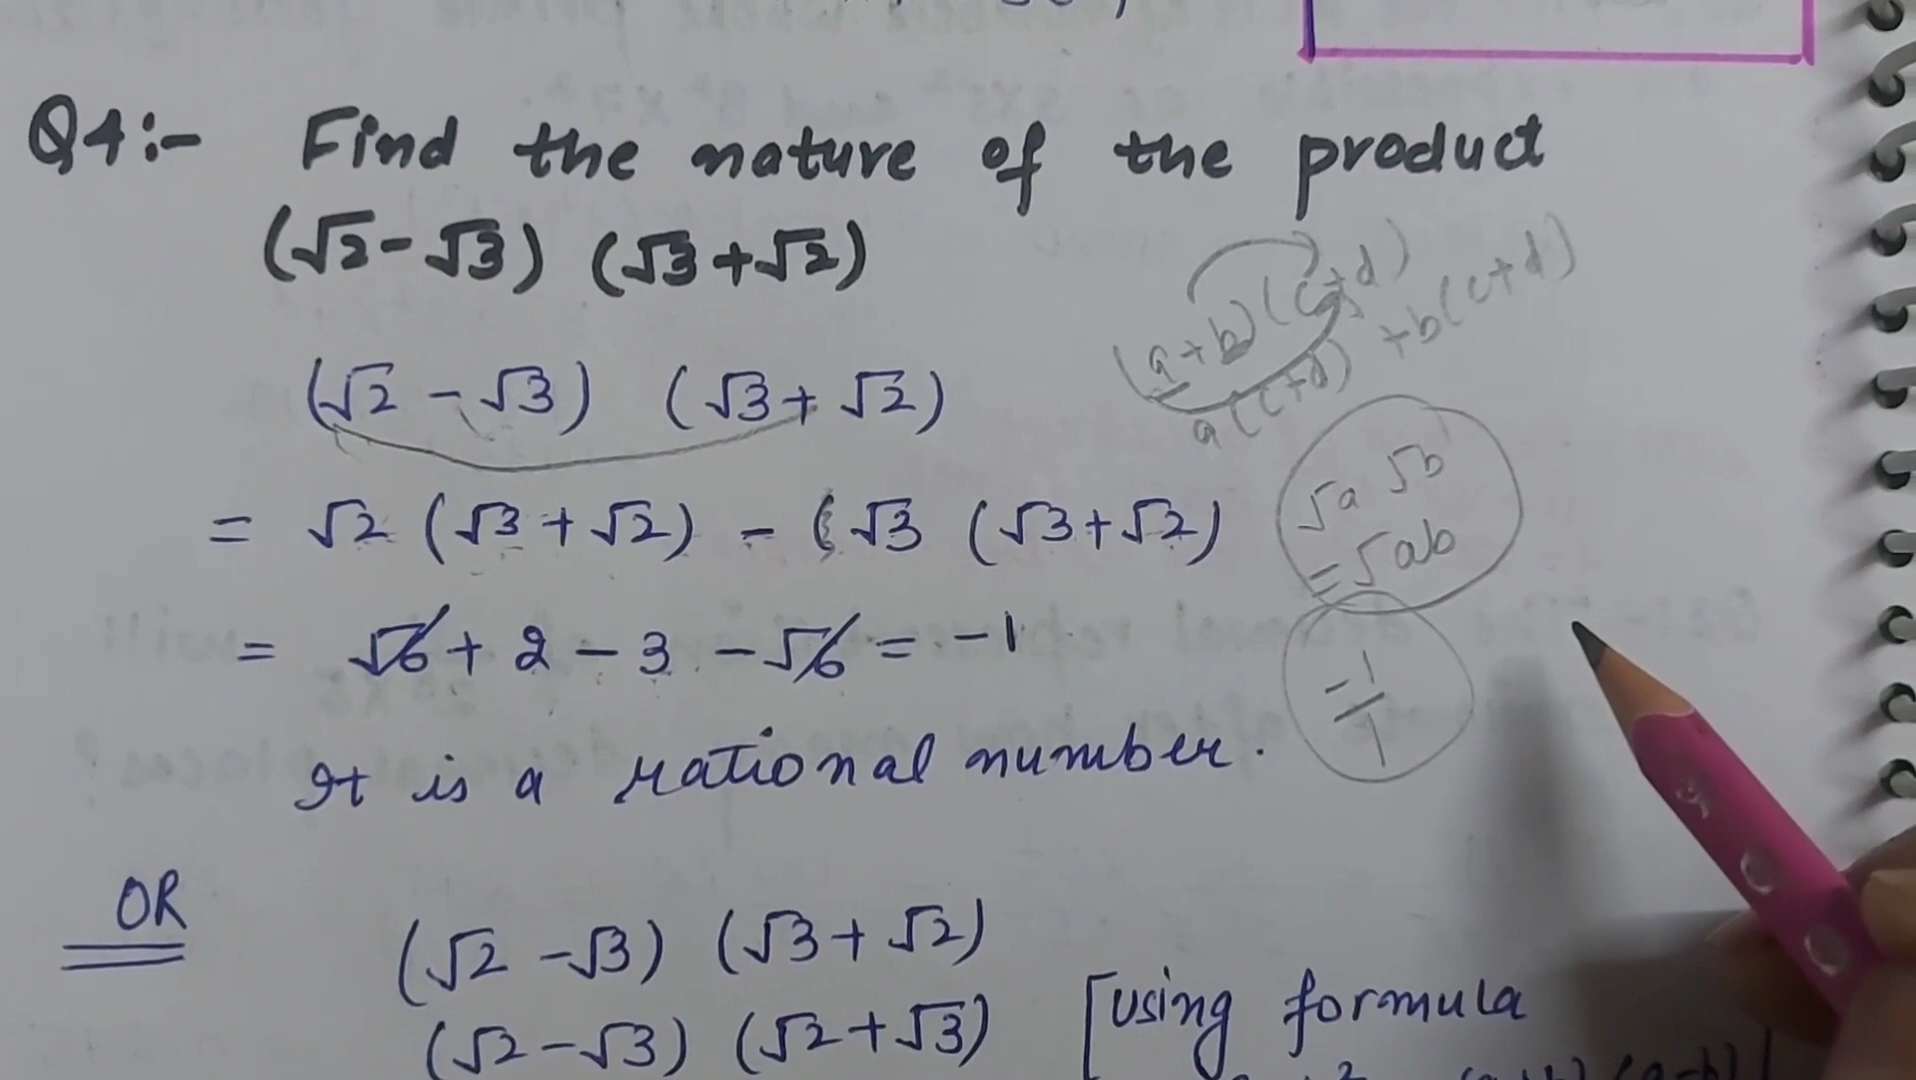 Q4:- Find the nature of the product
(√2-√3) (√3+√2)
(a+b)(c+d)
a(c+d) +b(c+d)
(√2 - √3) (√3+ √2)
√a √b
= √ab
= √2 (√3+√2) - ( √3 (√3+√2)
= √6+ 2 - 3 - √6 = -1
-1/1
It is a rational number.
OR
(√2 -√3) (√3+ √2)
(√2-√3) (√2+√3) [using formula
(a-b)